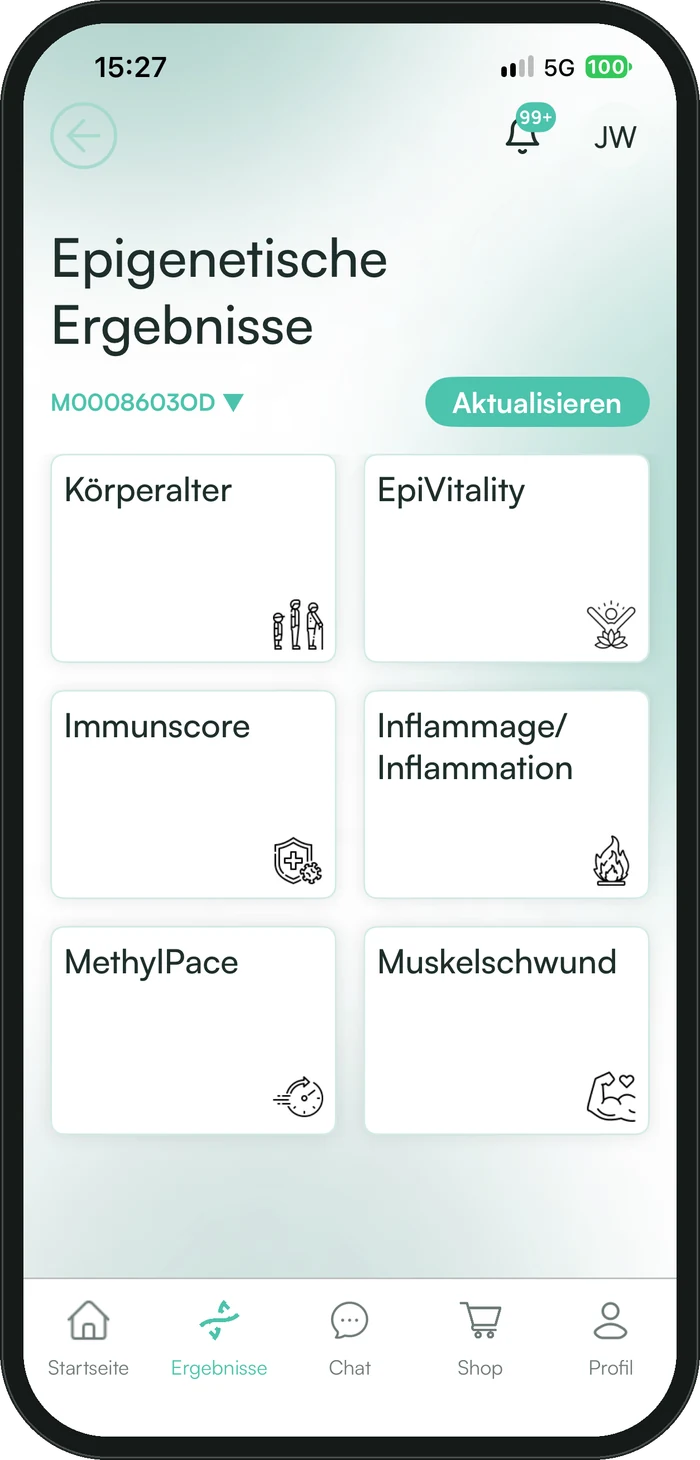 15:27
5G
100
99+
JW
Epigenetische
Ergebnisse
M0008603OD ▼
Aktualisieren
Körperalter
EpiVitality
Immunscore
Inflammage/
Inflammation
MethylPace
Muskelschwund
Startseite
Ergebnisse
Chat
Shop
Profil